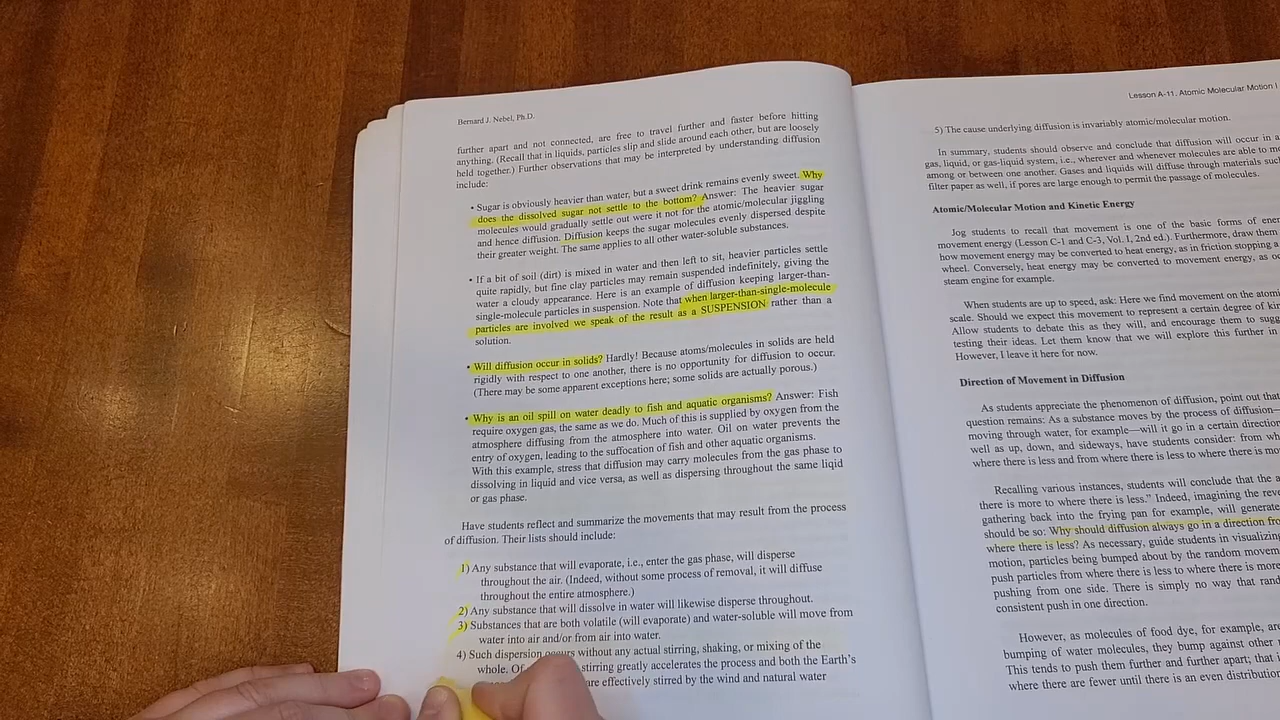 Bernard J. Nebel, Ph.D.
further apart and not connected, are free to travel further and faster before hitting
anything. (Recall that in liquids, particles slip and slide around each other, but are loosely
held together.) Further observations that may be interpreted by understanding diffusion
include:
• Sugar is obviously heavier than water, but a sweet drink remains evenly sweet. Why
does the dissolved sugar not settle to the bottom? Answer: The heavier sugar
molecules would gradually settle out were it not for the atomic/molecular jiggling
and hence diffusion. Diffusion keeps the sugar molecules evenly dispersed despite
their greater weight. The same applies to all other water-soluble substances.
• If a bit of soil (dirt) is mixed in water and then left to sit, heavier particles settle
quite rapidly, but fine clay particles may remain suspended indefinitely, giving the
water a cloudy appearance. Here is an example of diffusion keeping larger-than-
single-molecule particles in suspension. Note that when larger-than-single-molecule
particles are involved we speak of the result as a SUSPENSION rather than a
solution.
• Will diffusion occur in solids? Hardly! Because atoms/molecules in solids are held
rigidly with respect to one another, there is no opportunity for diffusion to occur.
(There may be some apparent exceptions here; some solids are actually porous.)
• Why is an oil spill on water deadly to fish and aquatic organisms? Answer: Fish
require oxygen gas, the same as we do. Much of this is supplied by oxygen from the
atmosphere diffusing from the atmosphere into water. Oil on water prevents the
entry of oxygen, leading to the suffocation of fish and other aquatic organisms.
With this example, stress that diffusion may carry molecules from the gas phase to
dissolving in liquid and vice versa, as well as dispersing throughout the same liqid
or gas phase.
Have students reflect and summarize the movements that may result from the process
of diffusion. Their lists should include:
1) Any substance that will evaporate, i.e., enter the gas phase, will disperse
throughout the air. (Indeed, without some process of removal, it will diffuse
throughout the entire atmosphere.)
2) Any substance that will dissolve in water will likewise disperse throughout.
3) Substances that are both volatile (will evaporate) and water-soluble will move from
water into air and/or from air into water.
4) Such dispersion occurs without any actual stirring, shaking, or mixing of the
whole. Of stirring greatly accelerates the process and both the Earth's
are effectively stirred by the wind and natural water
Lesson A-11. Atomic Molecular Motion I
5) The cause underlying diffusion is invariably atomic/molecular motion.
In summary, students should observe and conclude that diffusion will occur in a
gas, liquid, or gas-liquid system, i.e., wherever and whenever molecules are able to
among or between one another. Gases and liquids will diffuse through materials
filter paper as well, if pores are large enough to permit the passage of molecules.
Atomic/Molecular Motion and Kinetic Energy
Jog students to recall that movement is one of the basic forms of
movement energy (Lesson C-1 and C-3, Vol. I, 2nd ed.). Furthermore, draw them
how movement energy may be converted to heat energy, as in friction stopping
wheel. Conversely, heat energy may be converted to movement energy, as
steam engine for example.
When students are up to speed, ask: Here we find movement on the
scale. Should we expect this movement to represent a certain degree of
Allow students to debate this as they will, and encourage them to
testing their ideas. Let them know that we will explore this further in
However, I leave it here for now.
Direction of Movement in Diffusion
As students appreciate the phenomenon of diffusion, point out that
question remains: As a substance moves by the process of diffusion—
moving through water, for example—will it go in a certain direction
well as up, down, and sideways, have students consider: from
where there is less and from where there is less to where there is
Recalling various instances, students will conclude that the
there is more to where there is less." Indeed, imagining the
gathering back into the frying pan for example, will
should be so: Why should diffusion always go in a direction
where there is less? As necessary, guide students in
motion, particles being bumped about by the random
push particles from where there is less to where there is more
pushing from one side. There is simply no way that
consistent push in one direction.
However, as molecules of food dye, for example, are
bumping of water molecules, they bump against other
This tends to push them further and further apart; that
where there are fewer until there is an even